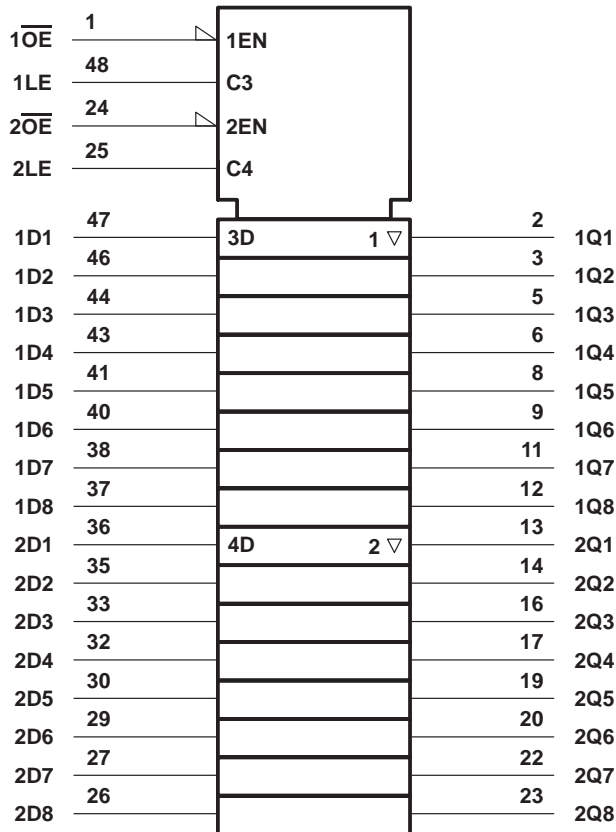 1O̅E̅ 1 1EN
1LE 48 C3
2O̅E̅ 24 2EN
2LE 25 C4
1D1 47 3D 1 ▽ 2 1Q1
1D2 46 3 1Q2
1D3 44 5 1Q3
1D4 43 6 1Q4
1D5 41 8 1Q5
1D6 40 9 1Q6
1D7 38 11 1Q7
1D8 37 12 1Q8
2D1 36 4D 2 ▽ 13 2Q1
2D2 35 14 2Q2
2D3 33 16 2Q3
2D4 32 17 2Q4
2D5 30 19 2Q5
2D6 29 20 2Q6
2D7 27 22 2Q7
2D8 26 23 2Q8